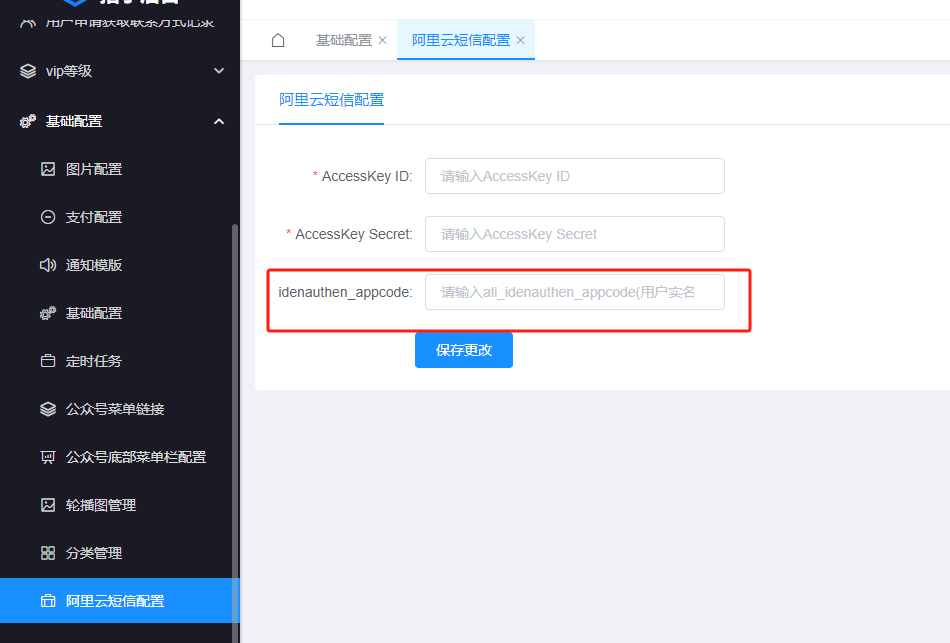 用户申请获取联系方式记录
vip等级
基础配置
图片配置
支付配置
通知模版
基础配置
定时任务
公众号菜单链接
公众号底部菜单栏配置
轮播图管理
分类管理
阿里云短信配置
基础配置
阿里云短信配置
阿里云短信配置
* AccessKey ID:
请输入AccessKey ID
* AccessKey Secret:
请输入AccessKey Secret
idenauthen_appcode:
请输入ali_idenauthen_appcode(用户实名
保存更改